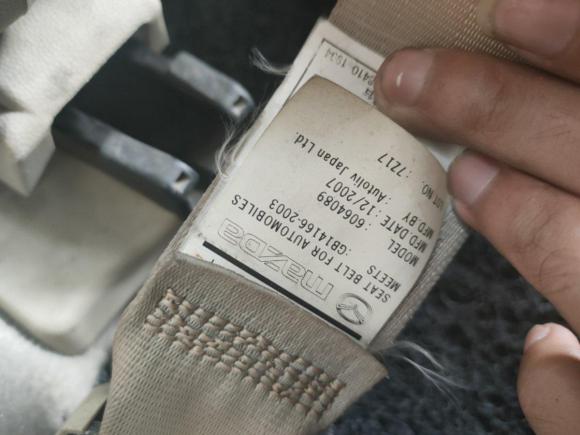 mazda
SEAT BELT FOR AUTOMOBILES
MEETS :GB14166-2003
MODEL :6064089
MFD DATE :12/2007
MFD BY :Autoliv Japan Ltd.
LOT NO. :7217